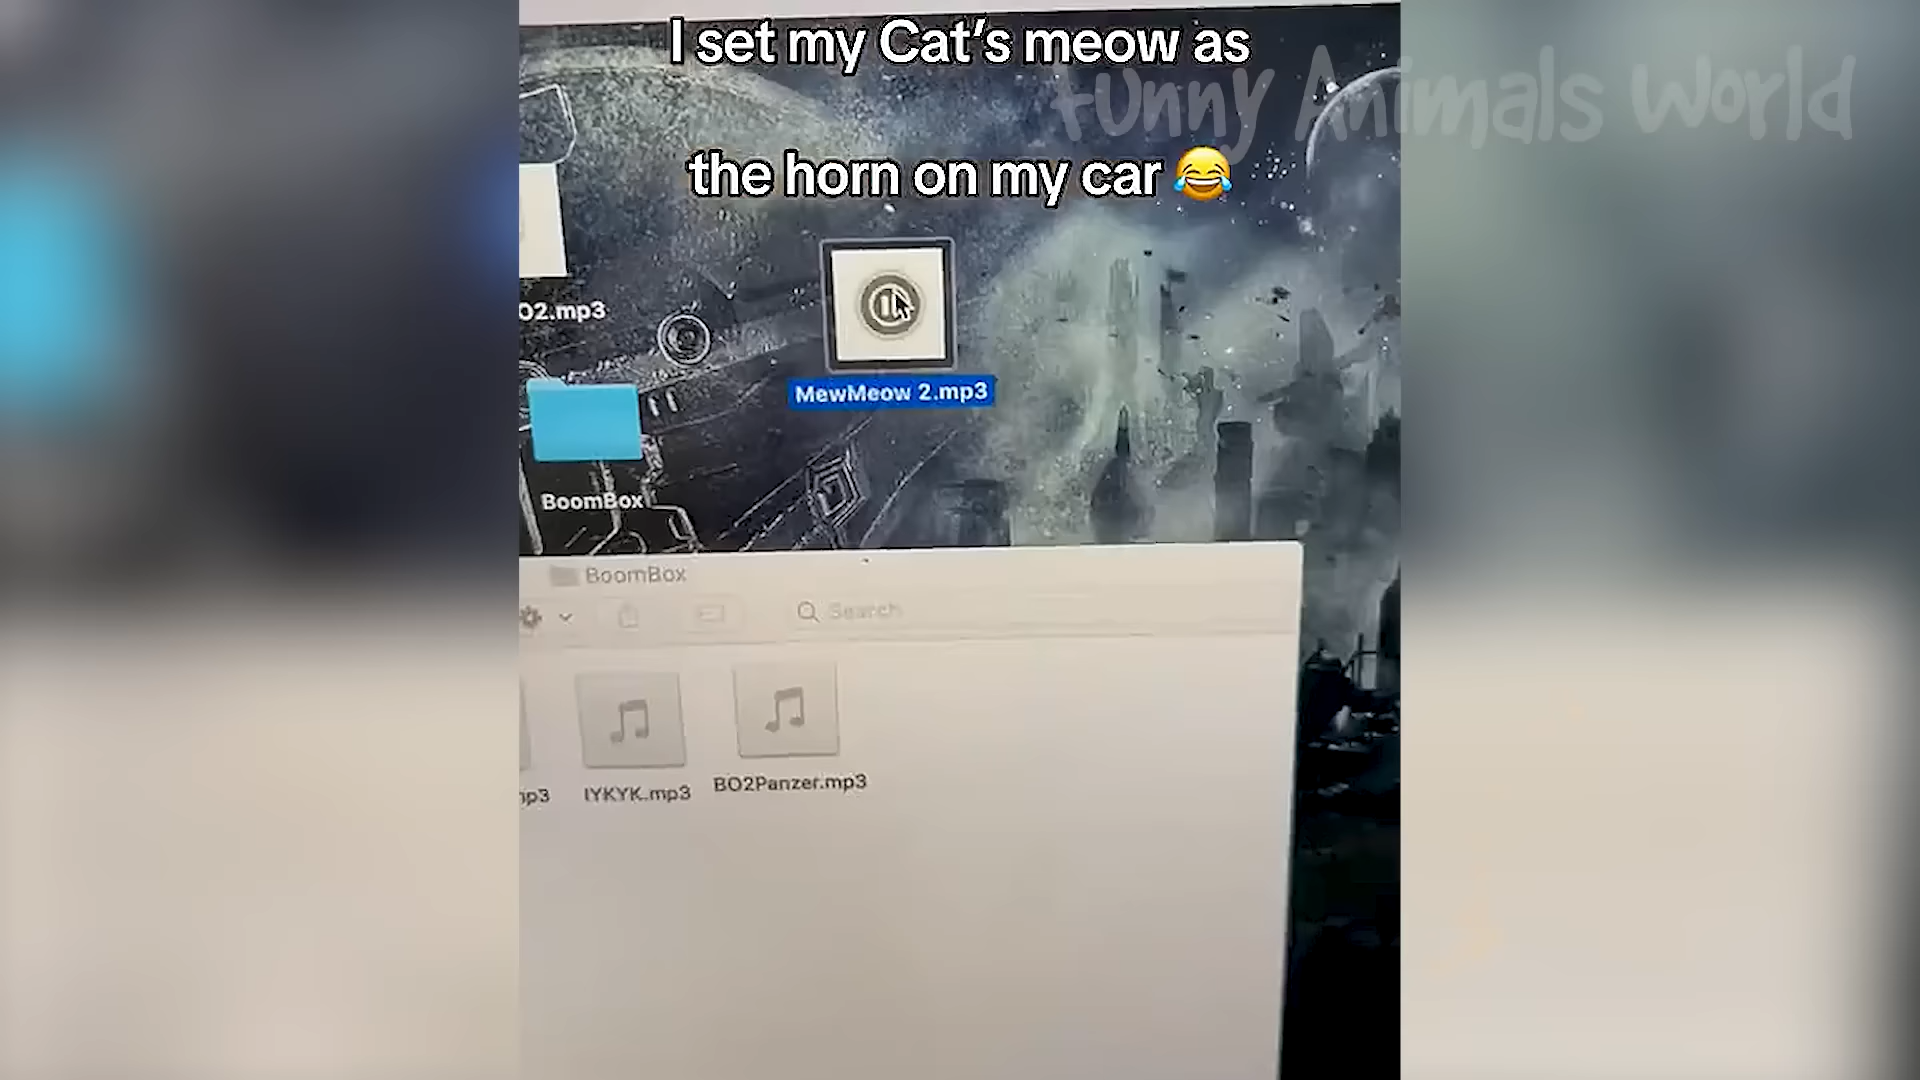 I set my Cat's meow as
Funny Animals World
the horn on my car 😂
O2.mp3
MewMeow 2.mp3
BoomBox
BoomBox
Search
mp3
IYKYK.mp3
BO2Panzer.mp3